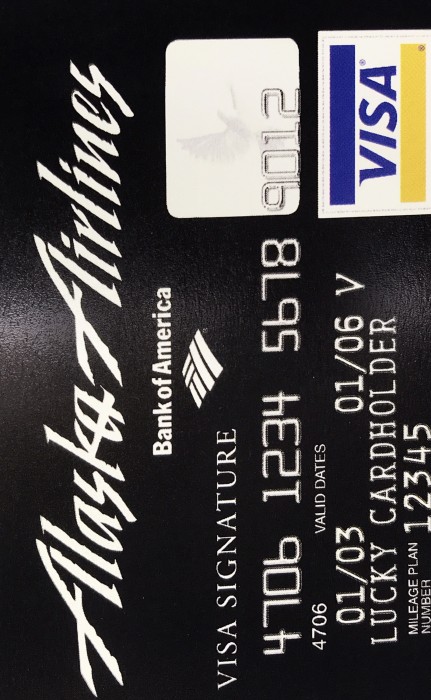 Alaska Airlines
Bank of America
VISA SIGNATURE
4706 1234 5678 9012
4706
VALID DATES
01/03 01/06 V
LUCKY CARDHOLDER
MILEAGE PLAN
NUMBER 12345
VISA